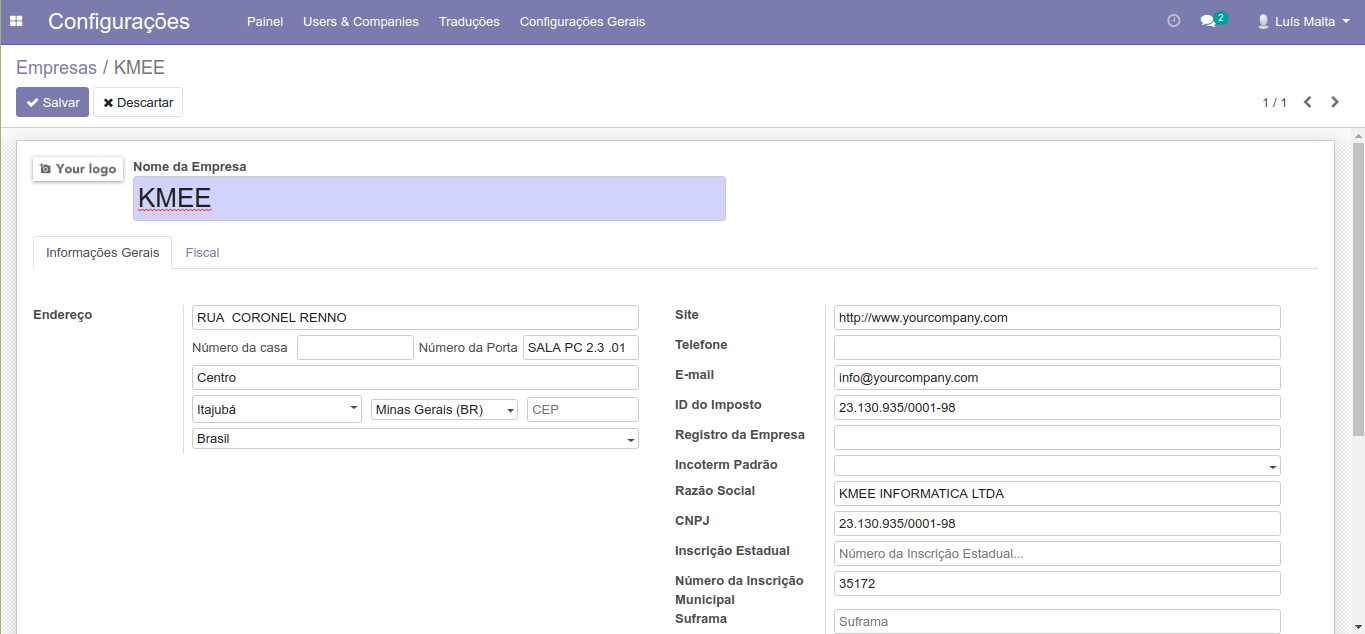 Configurações Painel Users & Companies Traduções Configurações Gerais 2 Luís Malta
Empresas / KMEE
Salvar Descartar 1 / 1
Your logo Nome da Empresa
KMEE
Informações Gerais Fiscal
Endereço RUA  CORONEL RENNO
Número da casa Número da Porta SALA PC 2.3 .01
Centro
Itajubá Minas Gerais (BR) CEP
Brasil
Site http://www.yourcompany.com
Telefone
E-mail info@yourcompany.com
ID do Imposto 23.130.935/0001-98
Registro da Empresa
Incoterm Padrão
Razão Social KMEE INFORMATICA LTDA
CNPJ 23.130.935/0001-98
Inscrição Estadual Número da Inscrição Estadual...
Número da Inscrição 35172
Municipal
Suframa Suframa